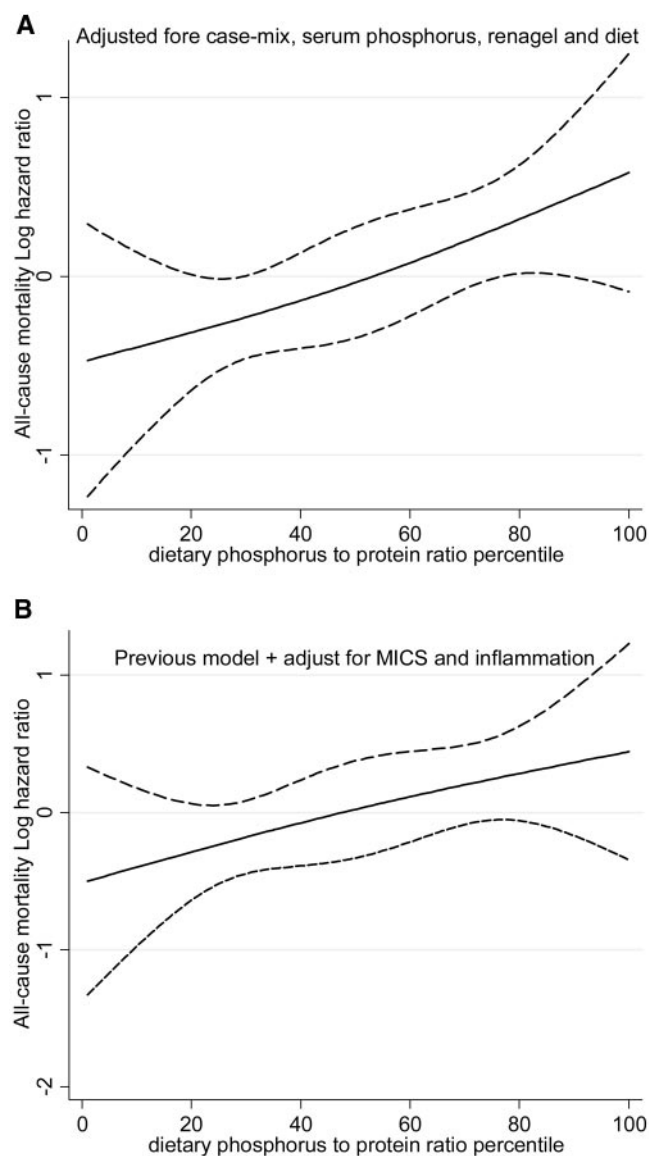 A
Adjusted fore case-mix, serum phosphorus, renagel and diet
All-cause mortality Log hazard ratio
1
0
-1
0 20 40 60 80 100
dietary phosphorus to protein ratio percentile
B
Previous model + adjust for MICS and inflammation
All-cause mortality Log hazard ratio
1
0
-1
-2
0 20 40 60 80 100
dietary phosphorus to protein ratio percentile